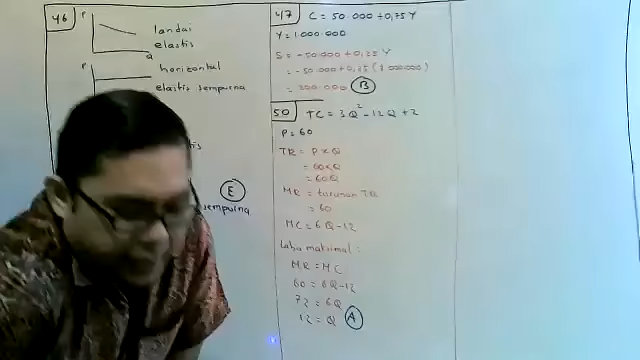 46
P
landai
elastis
Q
P
horizontal
elastis sempurna
tis
E
sempurna
47 C = 50.000 + 0,75 Y
Y = 1.000.000
S = -50.000 + 0,25 Y
= -50.000 + 0,25 (1.000.000)
= 200.000 B
50 TC = 3Q² - 12Q + 2
P = 60
TR = P × Q
= 60 × Q
= 60Q
MR = turunan TR
= 60
MC = 6Q - 12
Laba maksimal :
MR = MC
60 = 6Q - 12
72 = 6Q
12 = Q A